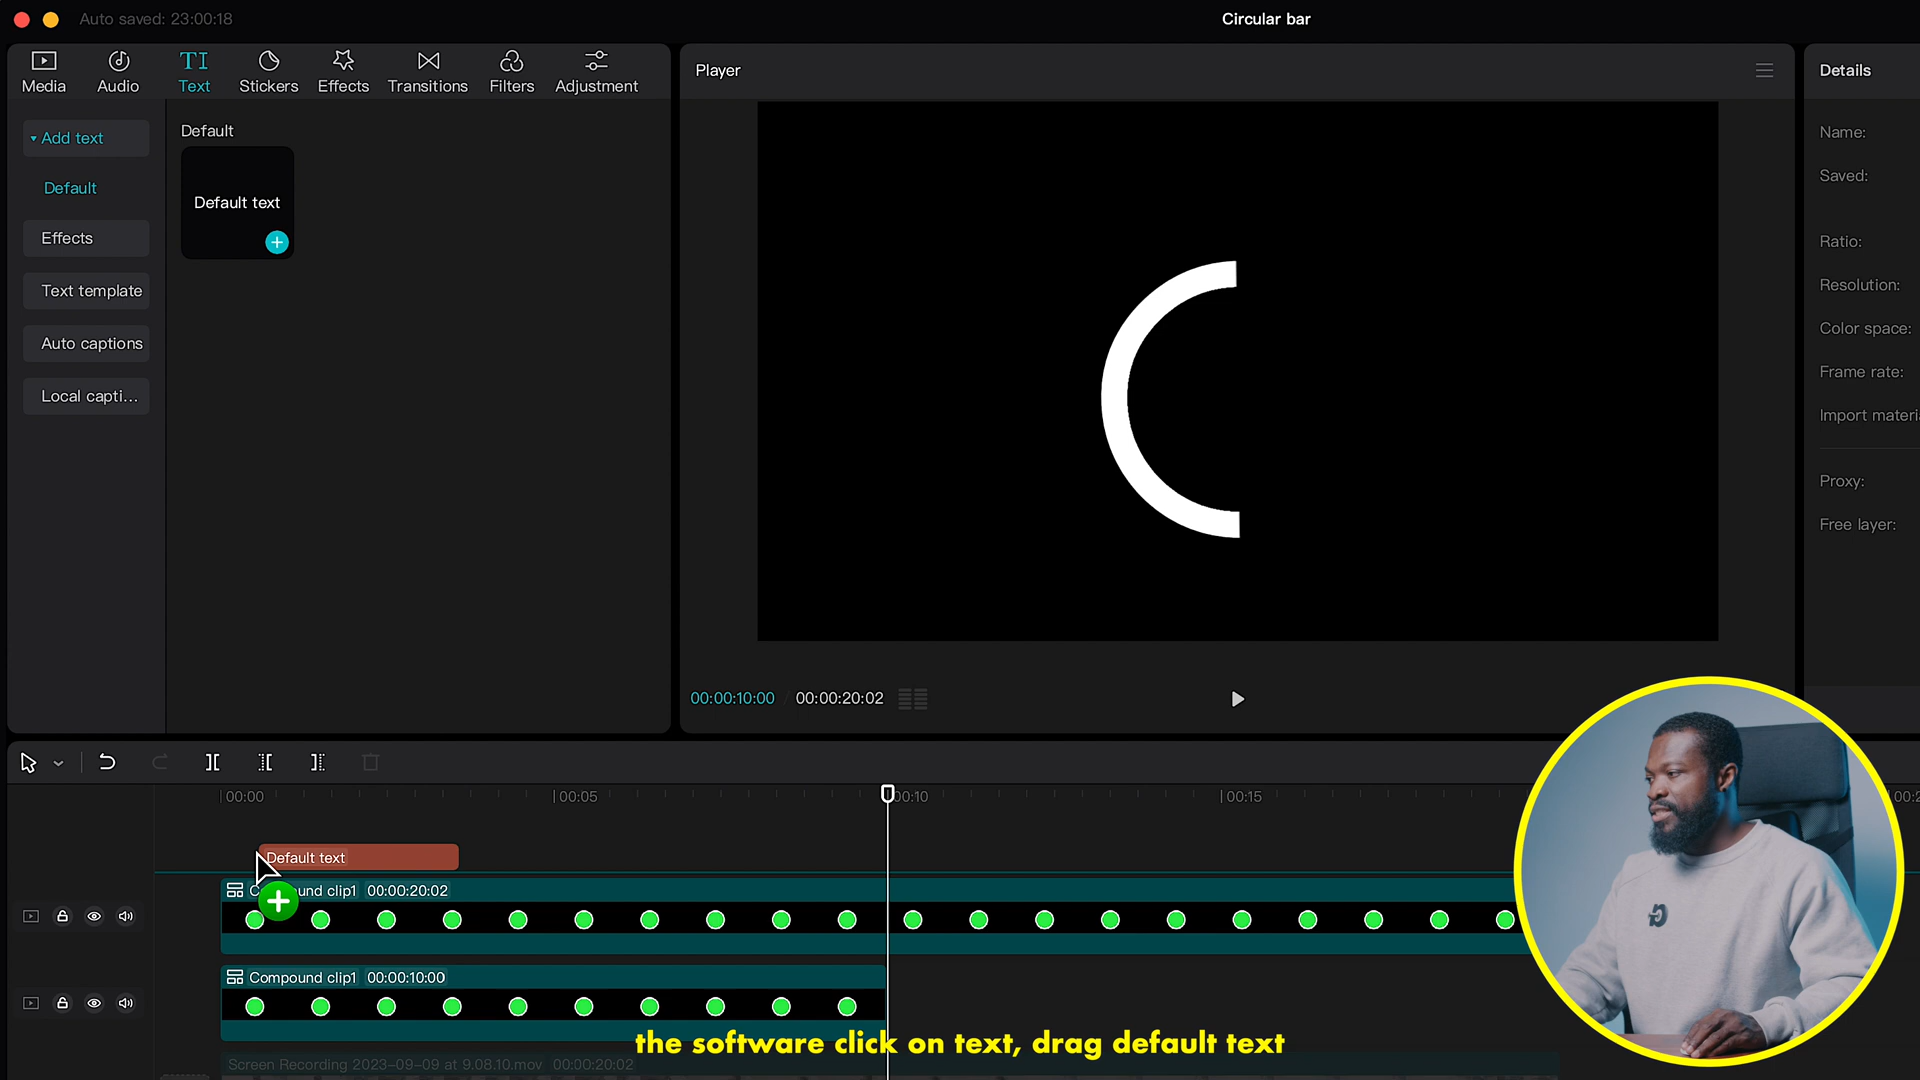 Auto saved: 23:00:18
Circular bar
Media
Audio
TI
Text
Stickers
Effects
Transitions
Filters
Adjustment
Add text
Default
Effects
Text template
Auto captions
Local capti...
Default
Default text
Player
00:00:10:00 / 00:00:20:02
Details
Name:
Saved:
Ratio:
Resolution:
Color space:
Frame rate:
Import materi
Proxy:
Free layer:
00:00
00:05
00:10
00:15
00:2
Default text
Compound clip1 00:00:20:02
Compound clip1 00:00:10:00
the software click on text, drag default text
Screen Recording 2023-09-09 at 9.08.10.mov 00:00:20:02